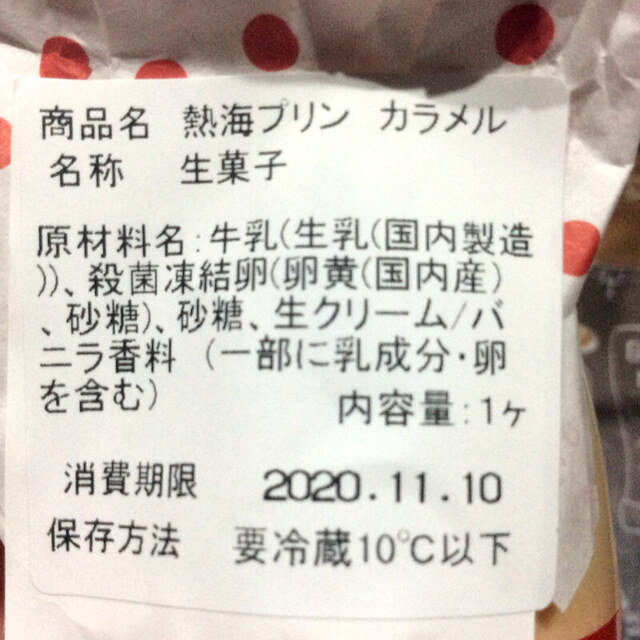 商品名 熱海プリン カラメル
名称 生菓子
原材料名:牛乳(生乳(国内製造
))、殺菌凍結卵(卵黄(国内産)
、砂糖)、砂糖、生クリーム/バ
ニラ香料 (一部に乳成分・卵
を含む)
内容量:1ヶ
消費期限 2020.11.10
保存方法 要冷蔵10℃以下